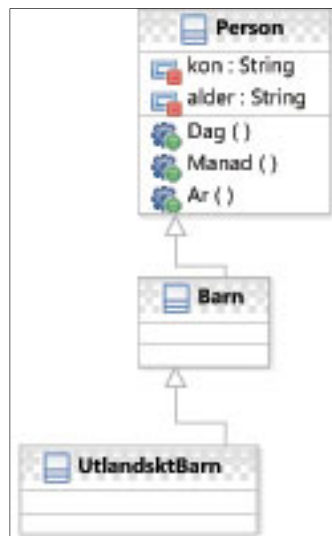 Person
kon : String
alder : String
Dag ( )
Manad ( )
Ar ( )
Barn
UtlandsktBarn